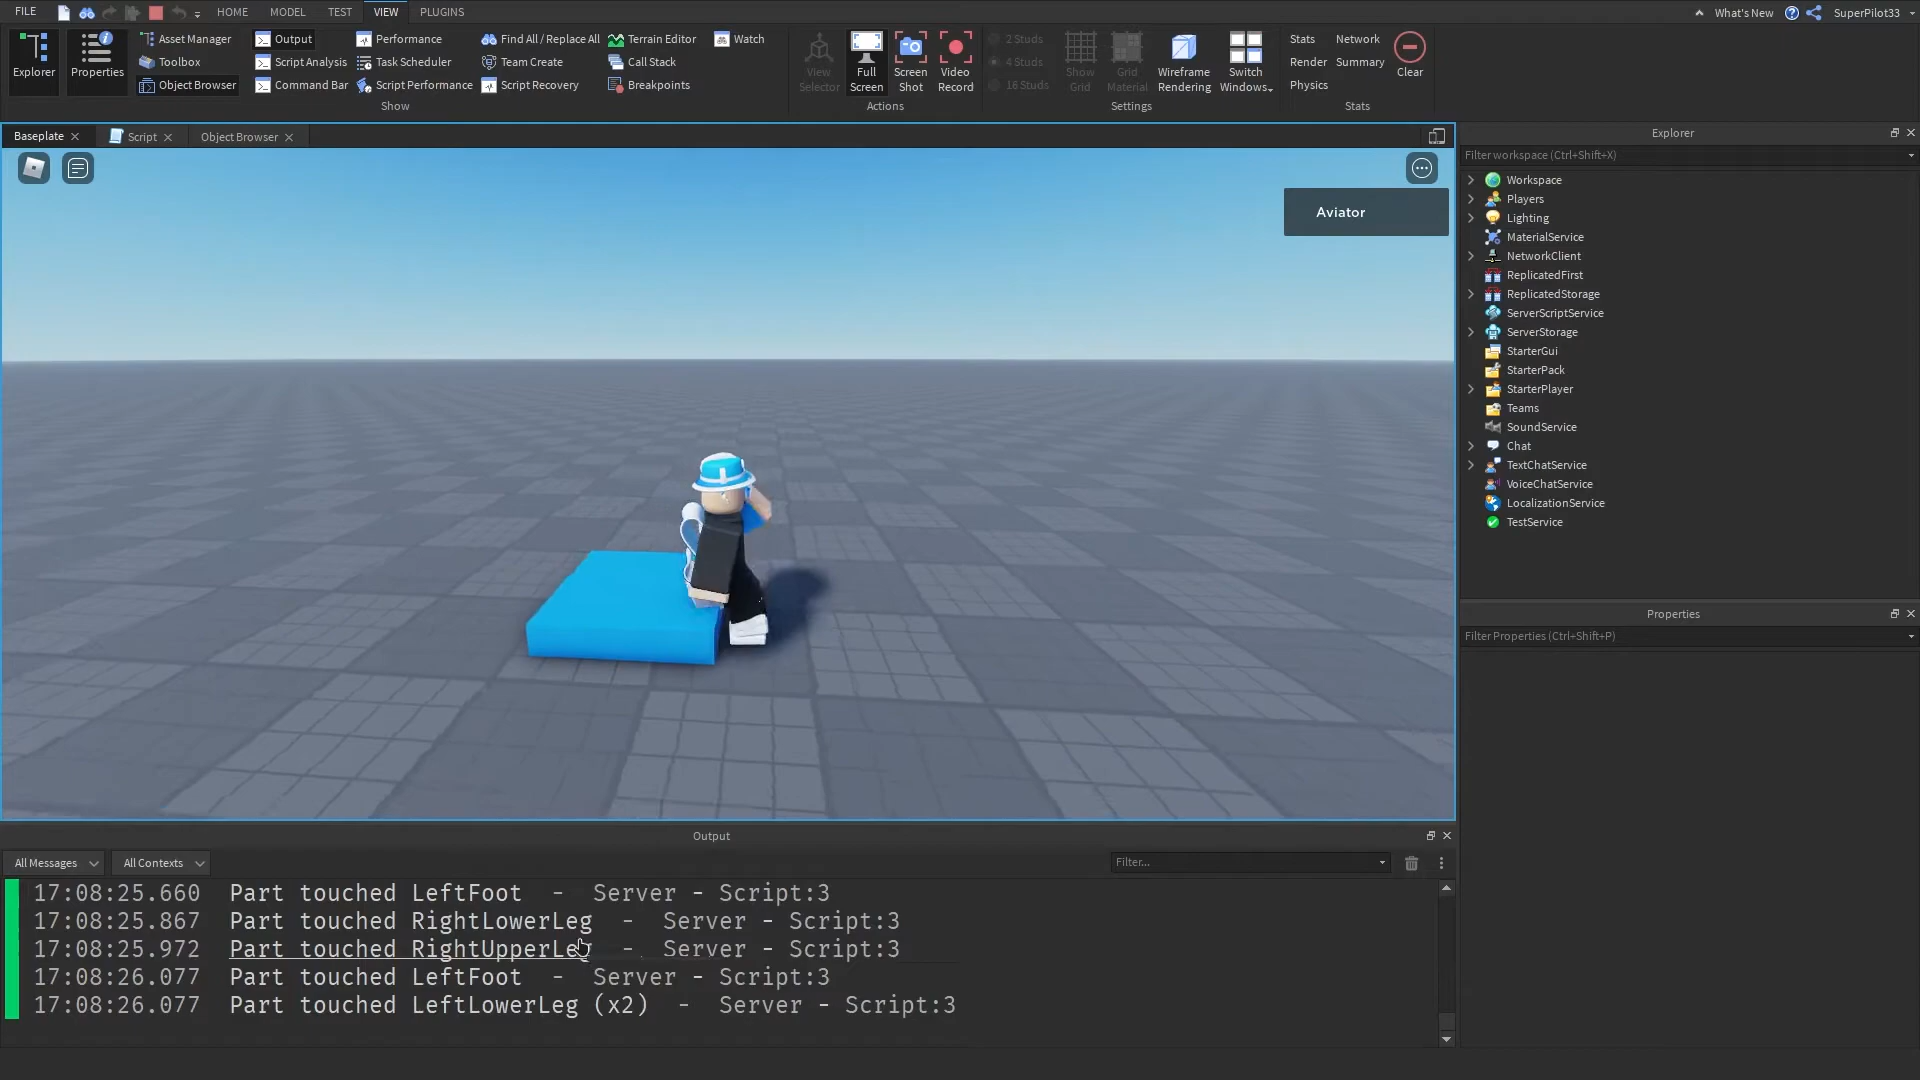 FILE HOME MODEL TEST VIEW PLUGINS What's New SuperPilot33
Explorer
Properties
Asset Manager
Toolbox
Object Browser
Output
Script Analysis
Command Bar
Performance
Task Scheduler
Script Performance
Find All / Replace All
Team Create
Script Recovery
Terrain Editor
Call Stack
Breakpoints
Watch
Show
View
Selector
Full
Screen
Screen
Shot
Video
Record
Actions
2 Studs
4 Studs
16 Studs
Show
Grid
Grid
Material
Wireframe
Rendering
Switch
Windows
Settings
Stats
Render
Physics
Network
Summary
Clear
Stats
Baseplate Script Object Browser
Aviator
Explorer
Filter workspace (Ctrl+Shift+X)
Workspace
Players
Lighting
MaterialService
NetworkClient
ReplicatedFirst
ReplicatedStorage
ServerScriptService
ServerStorage
StarterGui
StarterPack
StarterPlayer
Teams
SoundService
Chat
TextChatService
VoiceChatService
LocalizationService
TestService
Properties
Filter Properties (Ctrl+Shift+P)
Output
All Messages All Contexts Filter...
17:08:25.660 Part touched LeftFoot - Server - Script:3
17:08:25.867 Part touched RightLowerLeg - Server - Script:3
17:08:25.972 Part touched RightUpperLeg - Server - Script:3
17:08:26.077 Part touched LeftFoot - Server - Script:3
17:08:26.077 Part touched LeftLowerLeg (x2) - Server - Script:3